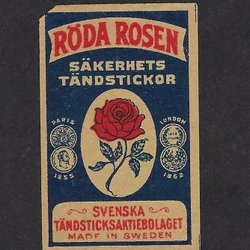 RÖDA ROSEN
SÄKERHETS
TÄNDSTICKOR
PARIS
LONDON
1855
1862
SVENSKA
TÄNDSTICKSAKTIEBOLAGET
MADE IN SWEDEN